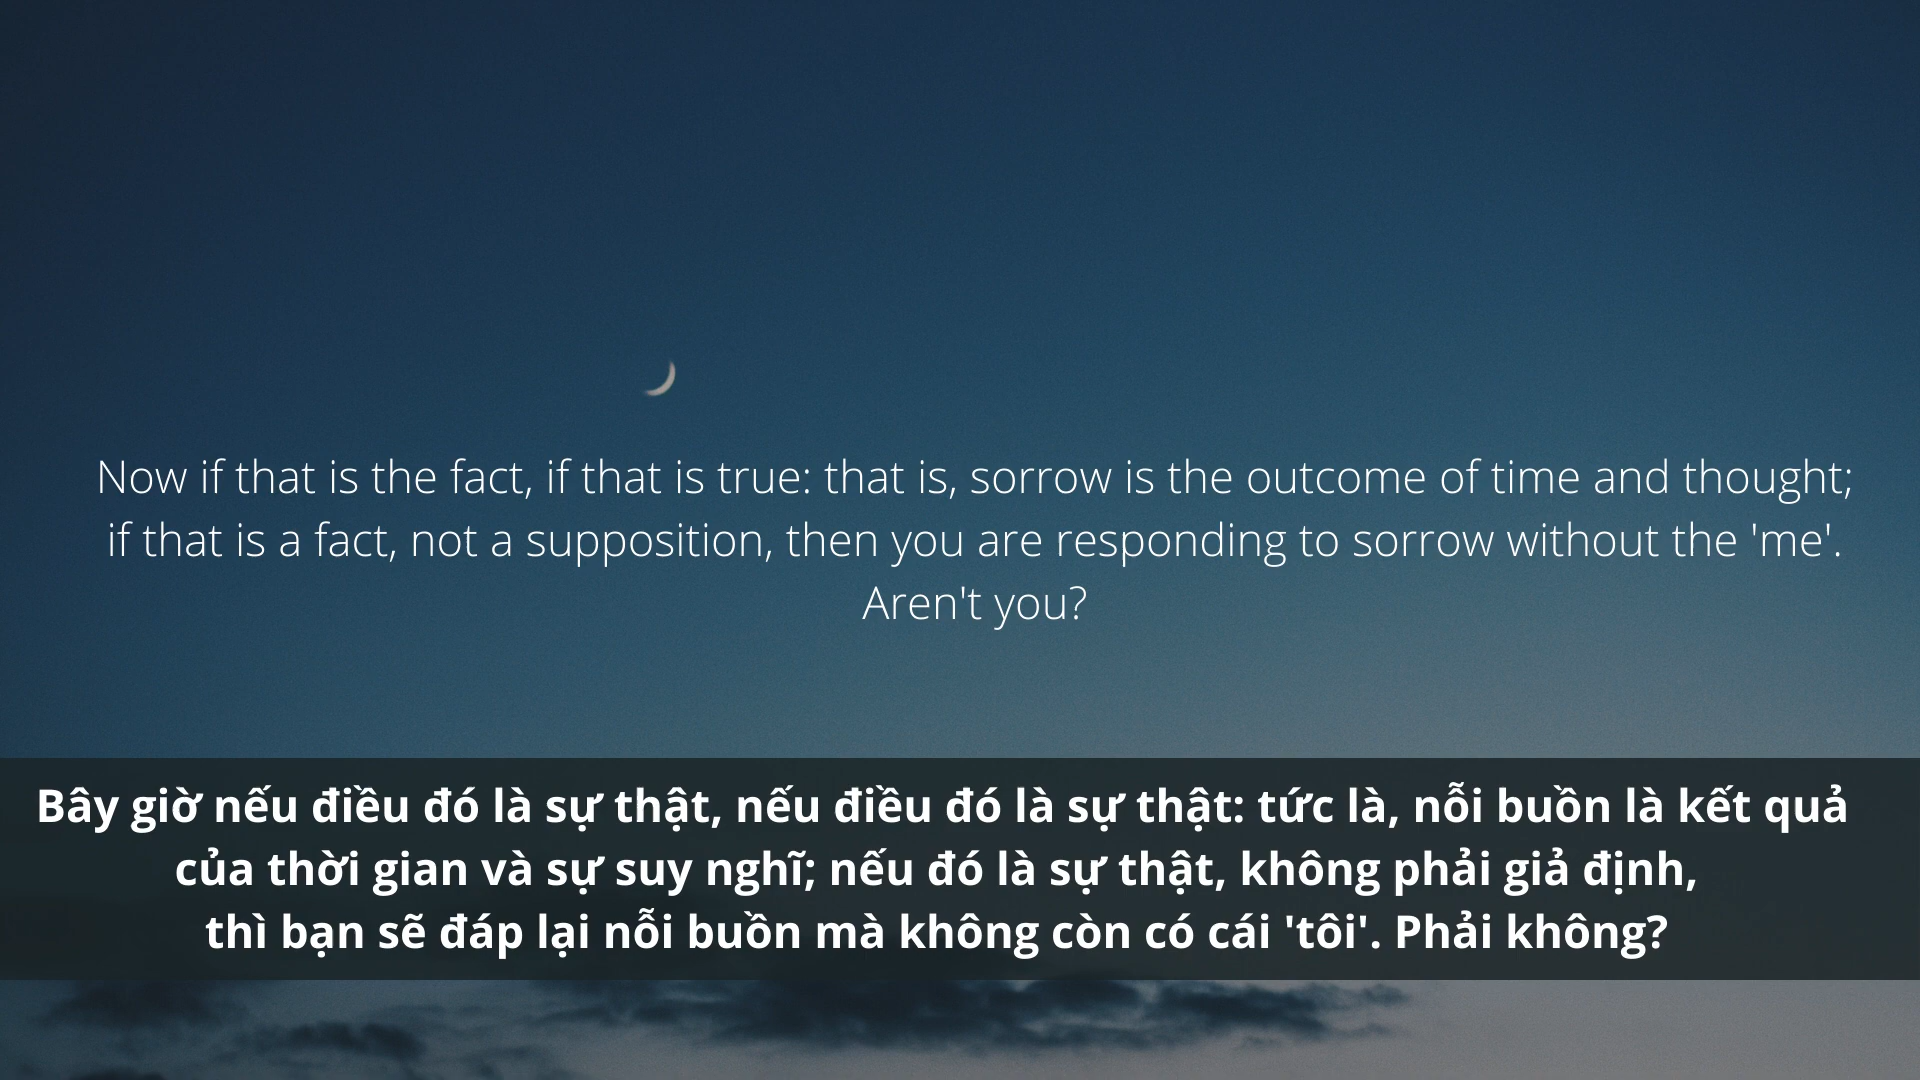 Now if that is the fact, if that is true: that is, sorrow is the outcome of time and thought;
if that is a fact, not a supposition, then you are responding to sorrow without the 'me'.
Aren't you?
Bây giờ nếu điều đó là sự thật, nếu điều đó là sự thật: tức là, nỗi buồn là kết quả
của thời gian và sự suy nghĩ; nếu đó là sự thật, không phải giả định,
thì bạn sẽ đáp lại nỗi buồn mà không còn có cái 'tôi'. Phải không?